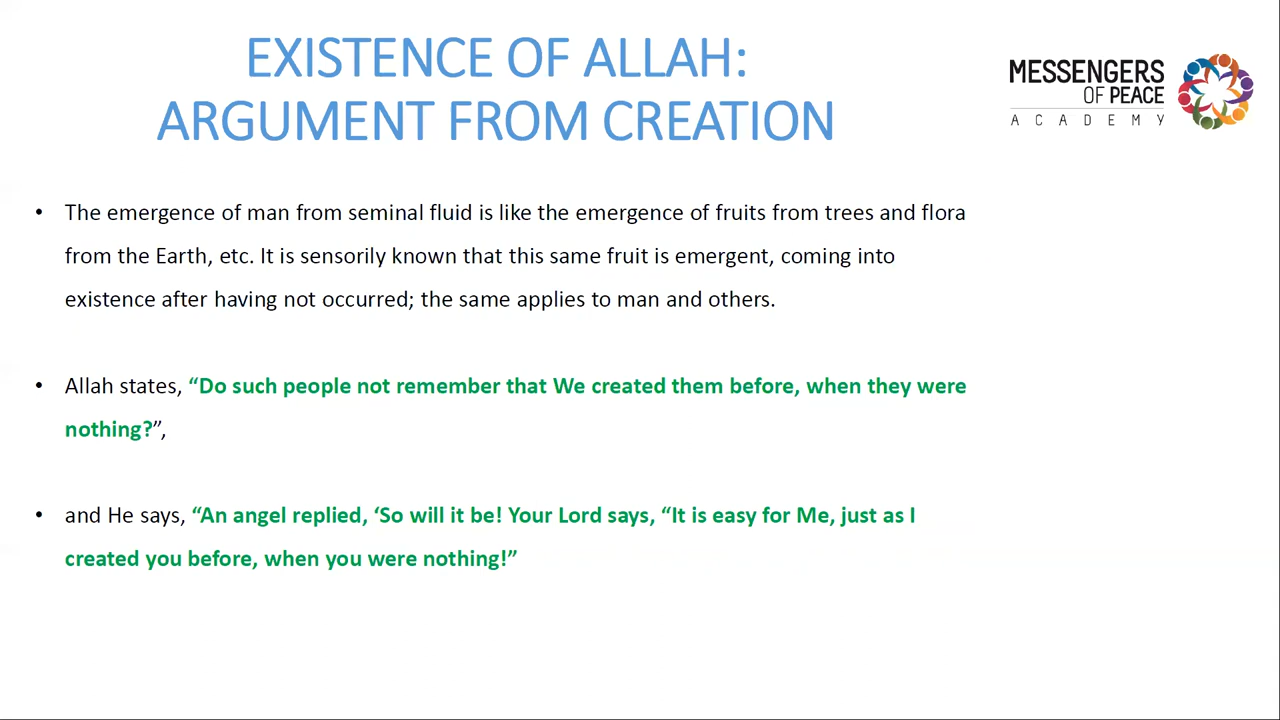 EXISTENCE OF ALLAH:
ARGUMENT FROM CREATION
MESSENGERS
OF PEACE
A C A D E M Y
• The emergence of man from seminal fluid is like the emergence of fruits from trees and flora
from the Earth, etc. It is sensorily known that this same fruit is emergent, coming into
existence after having not occurred; the same applies to man and others.
• Allah states, “Do such people not remember that We created them before, when they were
nothing?”,
• and He says, “An angel replied, ‘So will it be! Your Lord says, “It is easy for Me, just as I
created you before, when you were nothing!”